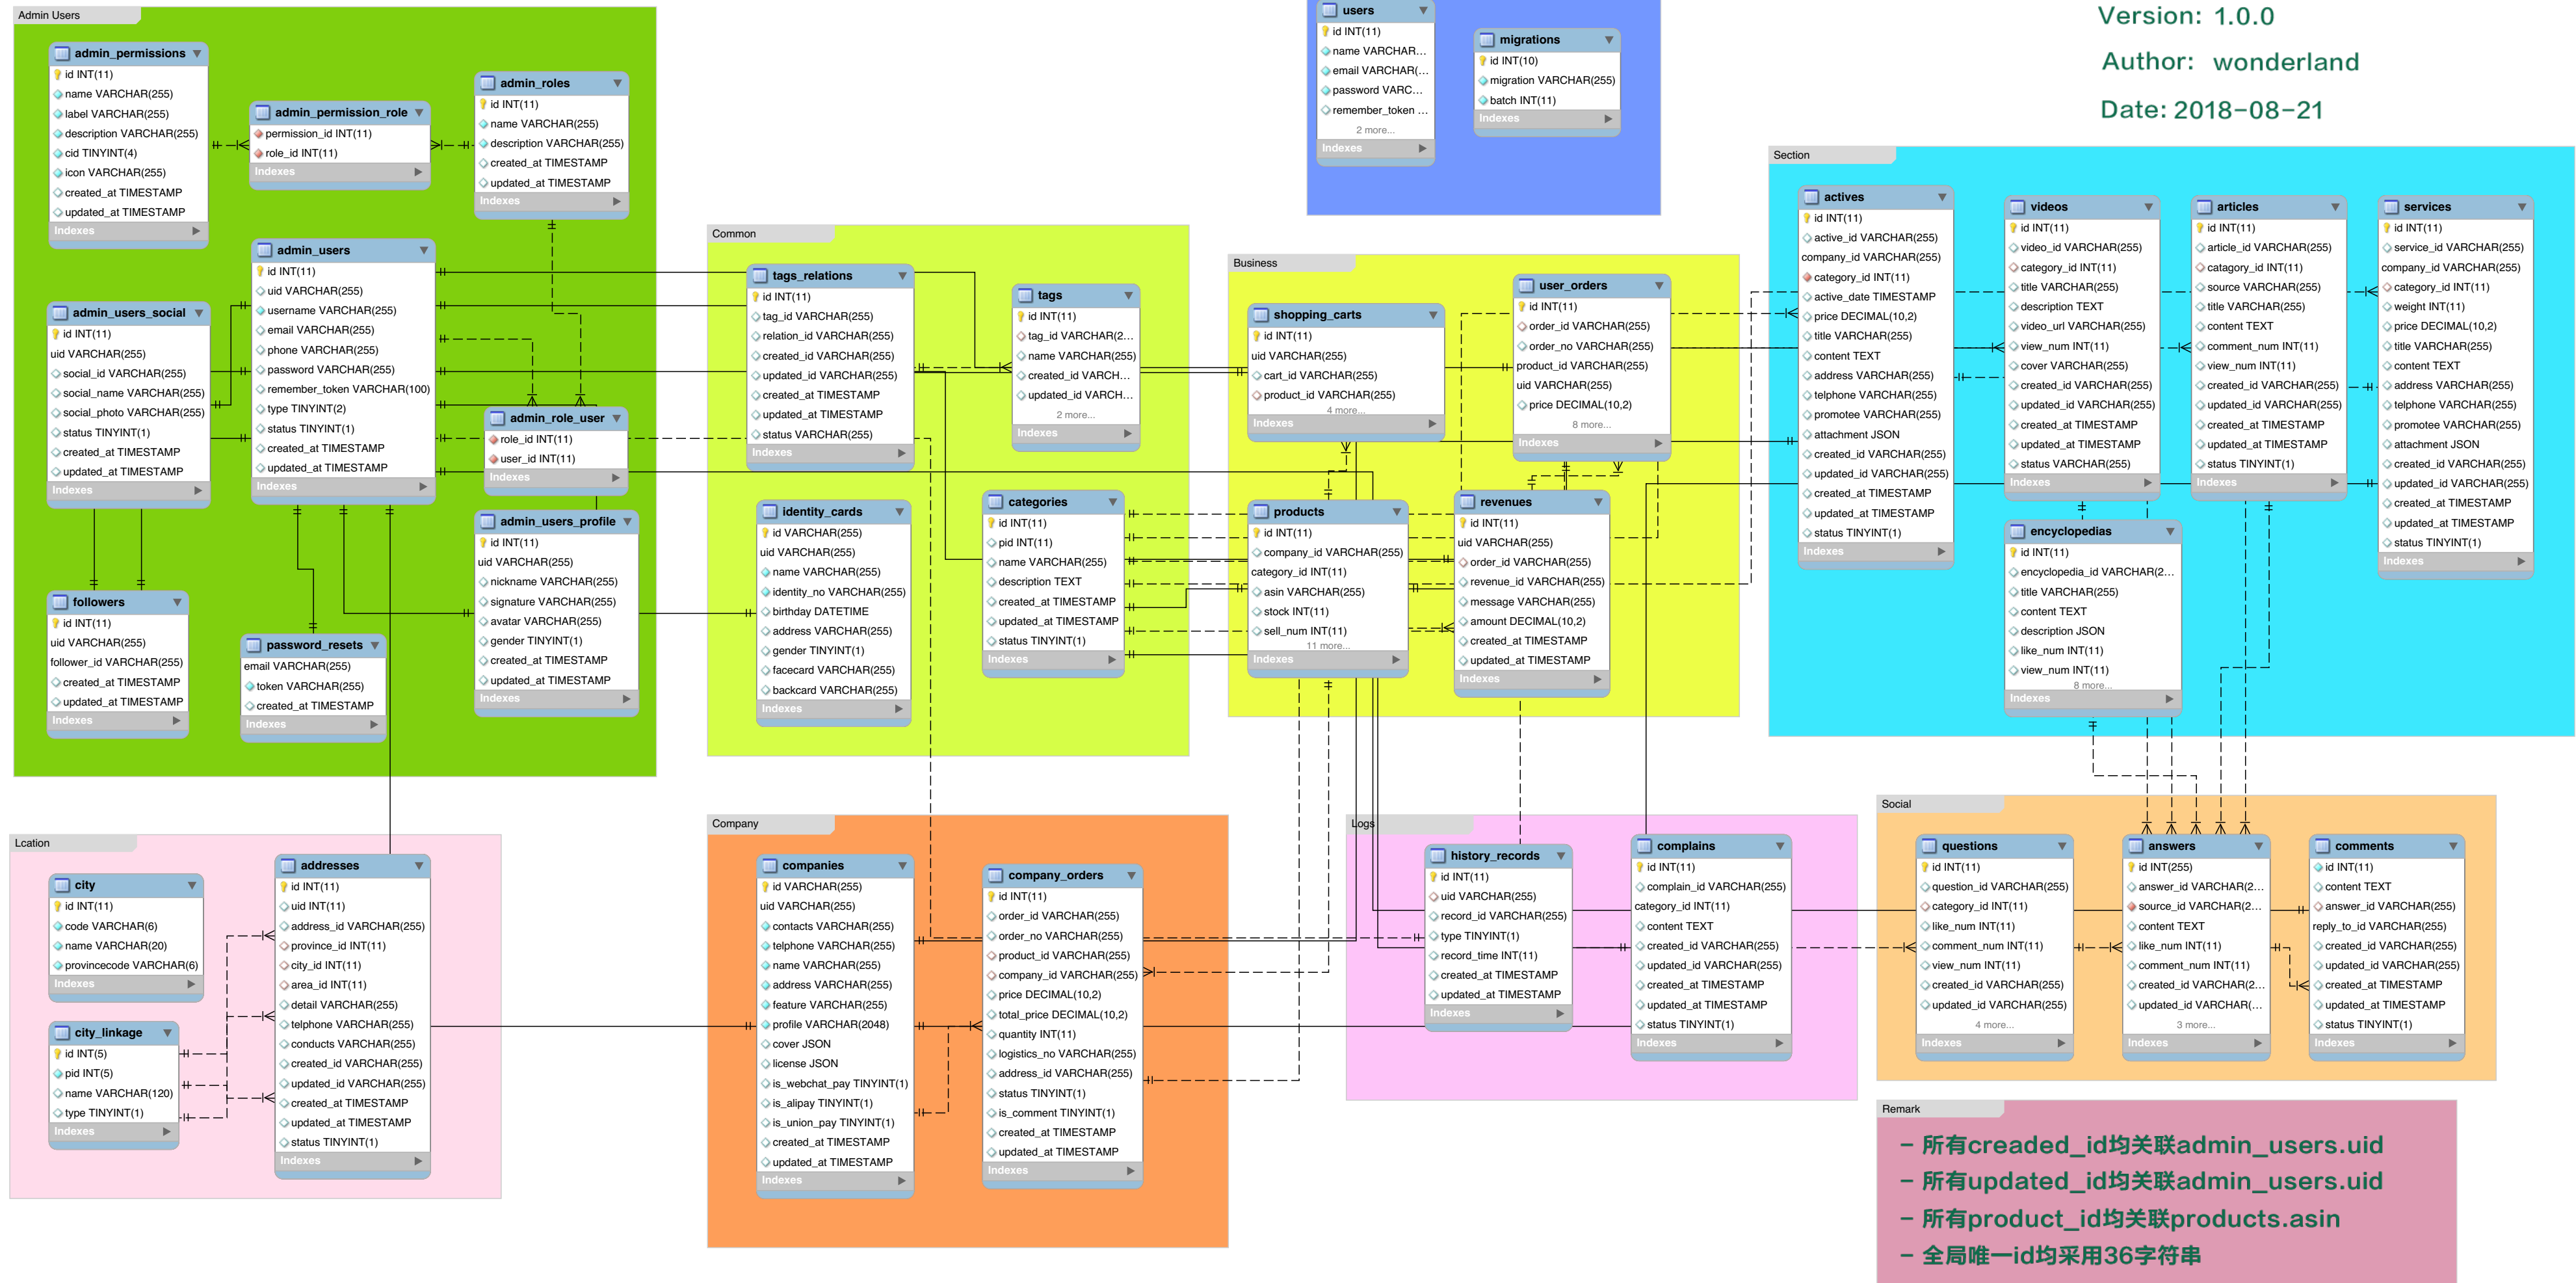 Admin Users
admin_permissions
id INT(11)
name VARCHAR(255)
label VARCHAR(255)
description VARCHAR(255)
cid TINYINT(4)
icon VARCHAR(255)
created_at TIMESTAMP
updated_at TIMESTAMP
Indexes
admin_permission_role
permission_id INT(11)
role_id INT(11)
Indexes
admin_roles
id INT(11)
name VARCHAR(255)
description VARCHAR(255)
created_at TIMESTAMP
updated_at TIMESTAMP
Indexes
admin_users_social
id INT(11)
uid VARCHAR(255)
social_id VARCHAR(255)
social_name VARCHAR(255)
social_photo VARCHAR(255)
status TINYINT(1)
created_at TIMESTAMP
updated_at TIMESTAMP
Indexes
admin_users
id INT(11)
uid VARCHAR(255)
username VARCHAR(255)
email VARCHAR(255)
phone VARCHAR(255)
password VARCHAR(255)
remember_token VARCHAR(100)
type TINYINT(2)
status TINYINT(1)
created_at TIMESTAMP
updated_at TIMESTAMP
Indexes
admin_role_user
role_id INT(11)
user_id INT(11)
Indexes
followers
id INT(11)
uid VARCHAR(255)
follower_id VARCHAR(255)
created_at TIMESTAMP
updated_at TIMESTAMP
Indexes
password_resets
email VARCHAR(255)
token VARCHAR(255)
created_at TIMESTAMP
Indexes
admin_users_profile
id INT(11)
uid VARCHAR(255)
nickname VARCHAR(255)
signature VARCHAR(255)
avatar VARCHAR(255)
gender TINYINT(1)
created_at TIMESTAMP
updated_at TIMESTAMP
Indexes
Common
tags_relations
id INT(11)
tag_id VARCHAR(255)
relation_id VARCHAR(255)
created_id VARCHAR(255)
updated_id VARCHAR(255)
created_at TIMESTAMP
updated_at TIMESTAMP
status VARCHAR(255)
Indexes
tags
id INT(11)
tag_id VARCHAR(2...
name VARCHAR(255)
created_id VARCH...
updated_id VARCH...
2 more...
Indexes
identity_cards
id VARCHAR(255)
uid VARCHAR(255)
name VARCHAR(255)
identity_no VARCHAR(255)
birthday DATETIME
address VARCHAR(255)
gender TINYINT(1)
facecard VARCHAR(255)
backcard VARCHAR(255)
Indexes
categories
id INT(11)
pid INT(11)
name VARCHAR(255)
description TEXT
created_at TIMESTAMP
updated_at TIMESTAMP
status TINYINT(1)
Indexes
users
id INT(11)
name VARCHAR...
email VARCHAR(...
password VARC...
remember_token ...
2 more...
Indexes
migrations
id INT(10)
migration VARCHAR(255)
batch INT(11)
Indexes
Version: 1.0.0
Author: wonderland
Date: 2018-08-21
Business
shopping_carts
id INT(11)
uid VARCHAR(255)
cart_id VARCHAR(255)
product_id VARCHAR(255)
4 more...
Indexes
user_orders
id INT(11)
order_id VARCHAR(255)
order_no VARCHAR(255)
product_id VARCHAR(255)
uid VARCHAR(255)
price DECIMAL(10,2)
8 more...
Indexes
products
id INT(11)
company_id VARCHAR(255)
category_id INT(11)
asin VARCHAR(255)
stock INT(11)
sell_num INT(11)
11 more...
Indexes
revenues
id INT(11)
uid VARCHAR(255)
order_id VARCHAR(255)
revenue_id VARCHAR(255)
message VARCHAR(255)
amount DECIMAL(10,2)
created_at TIMESTAMP
updated_at TIMESTAMP
Indexes
Section
actives
id INT(11)
active_id VARCHAR(255)
company_id VARCHAR(255)
category_id INT(11)
active_date TIMESTAMP
price DECIMAL(10,2)
title VARCHAR(255)
content TEXT
address VARCHAR(255)
telphone VARCHAR(255)
promotee VARCHAR(255)
attachment JSON
created_id VARCHAR(255)
updated_id VARCHAR(255)
created_at TIMESTAMP
updated_at TIMESTAMP
status TINYINT(1)
Indexes
videos
id INT(11)
video_id VARCHAR(255)
category_id INT(11)
title VARCHAR(255)
description TEXT
video_url VARCHAR(255)
view_num INT(11)
cover VARCHAR(255)
created_id VARCHAR(255)
updated_id VARCHAR(255)
created_at TIMESTAMP
updated_at TIMESTAMP
status VARCHAR(255)
Indexes
articles
id INT(11)
article_id VARCHAR(255)
catagory_id INT(11)
source VARCHAR(255)
title VARCHAR(255)
content TEXT
comment_num INT(11)
view_num INT(11)
created_id VARCHAR(255)
updated_id VARCHAR(255)
created_at TIMESTAMP
updated_at TIMESTAMP
status TINYINT(1)
Indexes
services
id INT(11)
service_id VARCHAR(255)
company_id VARCHAR(255)
category_id INT(11)
weight INT(11)
price DECIMAL(10,2)
title VARCHAR(255)
content TEXT
address VARCHAR(255)
telphone VARCHAR(255)
promotee VARCHAR(255)
attachment JSON
created_id VARCHAR(255)
updated_id VARCHAR(255)
created_at TIMESTAMP
updated_at TIMESTAMP
status TINYINT(1)
Indexes
encyclopedias
id INT(11)
encyclopedia_id VARCHAR(2...
title VARCHAR(255)
content TEXT
description JSON
like_num INT(11)
view_num INT(11)
8 more...
Indexes
Lcation
city
id INT(11)
code VARCHAR(6)
name VARCHAR(20)
provincecode VARCHAR(6)
Indexes
city_linkage
id INT(5)
pid INT(5)
name VARCHAR(120)
type TINYINT(1)
Indexes
addresses
id INT(11)
uid INT(11)
address_id VARCHAR(255)
province_id INT(11)
city_id INT(11)
area_id INT(11)
detail VARCHAR(255)
telphone VARCHAR(255)
conducts VARCHAR(255)
created_id VARCHAR(255)
updated_id VARCHAR(255)
created_at TIMESTAMP
updated_at TIMESTAMP
status TINYINT(1)
Indexes
Company
companies
id VARCHAR(255)
uid VARCHAR(255)
contacts VARCHAR(255)
telphone VARCHAR(255)
name VARCHAR(255)
address VARCHAR(255)
feature VARCHAR(255)
profile VARCHAR(2048)
cover JSON
license JSON
is_webchat_pay TINYINT(1)
is_alipay TINYINT(1)
is_union_pay TINYINT(1)
created_at TIMESTAMP
updated_at TIMESTAMP
Indexes
company_orders
id INT(11)
order_id VARCHAR(255)
order_no VARCHAR(255)
product_id VARCHAR(255)
company_id VARCHAR(255)
price DECIMAL(10,2)
total_price DECIMAL(10,2)
quantity INT(11)
logistics_no VARCHAR(255)
address_id VARCHAR(255)
status TINYINT(1)
is_comment TINYINT(1)
created_at TIMESTAMP
updated_at TIMESTAMP
Indexes
Logs
history_records
id INT(11)
uid VARCHAR(255)
record_id VARCHAR(255)
type TINYINT(1)
record_time INT(11)
created_at TIMESTAMP
updated_at TIMESTAMP
Indexes
complains
id INT(11)
complain_id VARCHAR(255)
category_id INT(11)
content TEXT
created_id VARCHAR(255)
updated_id VARCHAR(255)
created_at TIMESTAMP
updated_at TIMESTAMP
status TINYINT(1)
Indexes
Social
questions
id INT(11)
question_id VARCHAR(255)
category_id INT(11)
like_num INT(11)
comment_num INT(11)
view_num INT(11)
created_id VARCHAR(255)
updated_id VARCHAR(255)
4 more...
Indexes
answers
id INT(255)
answer_id VARCHAR(2...
source_id VARCHAR(2...
content TEXT
like_num INT(11)
comment_num INT(11)
created_id VARCHAR(2...
updated_id VARCHAR(...
3 more...
Indexes
comments
id INT(11)
content TEXT
answer_id VARCHAR(255)
reply_to_id VARCHAR(255)
created_id VARCHAR(255)
updated_id VARCHAR(255)
created_at TIMESTAMP
updated_at TIMESTAMP
status TINYINT(1)
Indexes
Remark
- 所有creaded_id均关联admin_users.uid
- 所有updated_id均关联admin_users.uid
- 所有product_id均关联products.asin
- 全局唯一id均采用36字符串